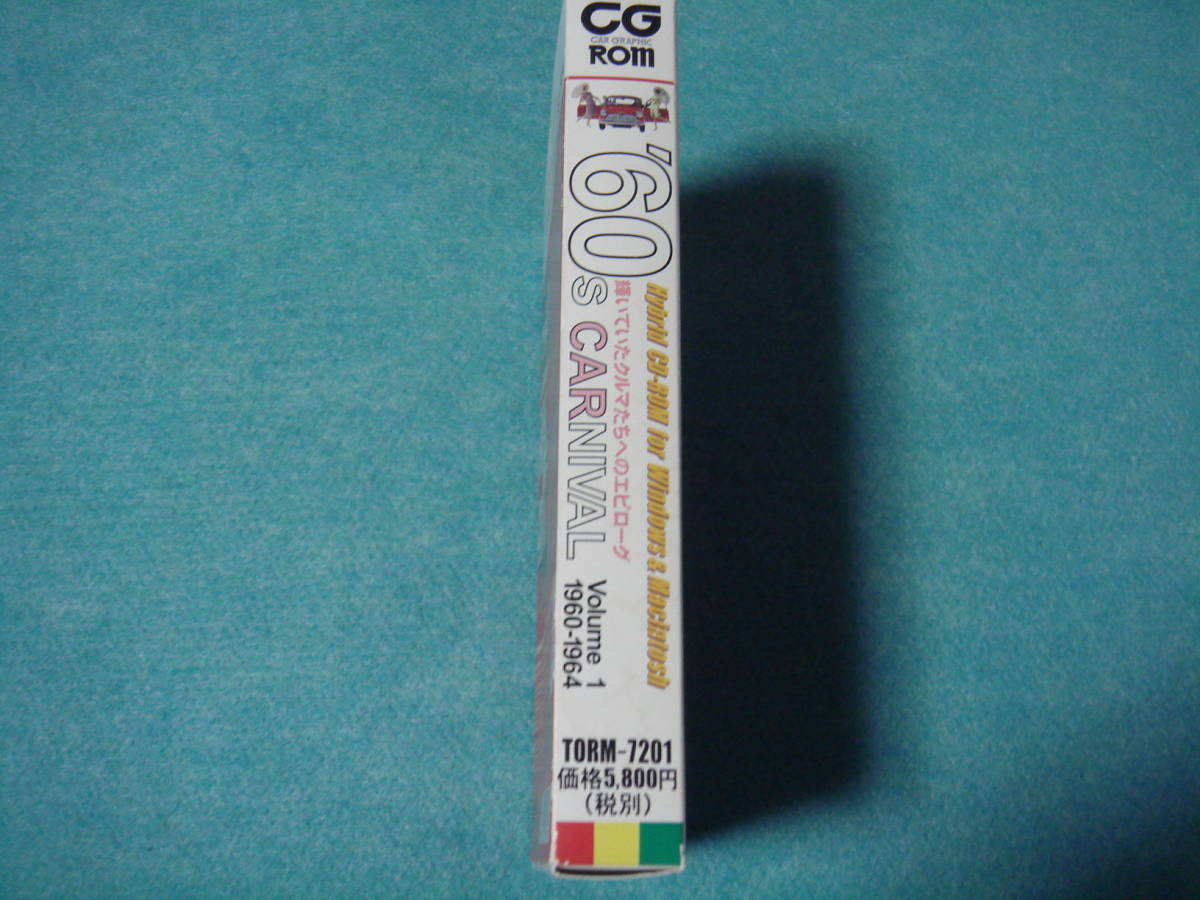 CG
CAR GRAPHIC
ROM
'60s CARNIVAL
輝いていたクルマたちへのエピローグ
Hybrid CD-ROM for Windows & Macintosh
Volume 1
1960-1964
TORM-7201
価格5,800円
(税別)